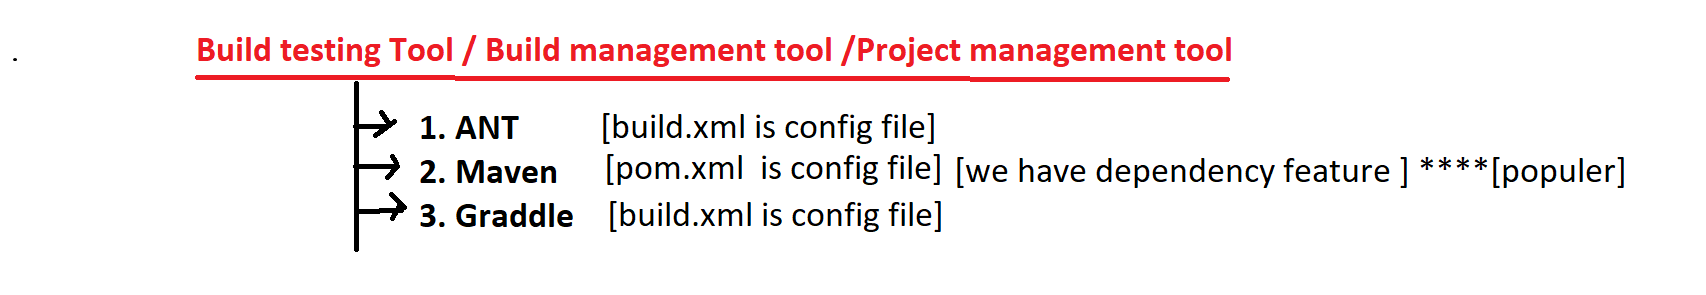 Build testing Tool / Build management tool /Project management tool
1. ANT [build.xml is config file]
2. Maven [pom.xml is config file] [we have dependency feature ] ****[populer]
3. Graddle [build.xml is config file]